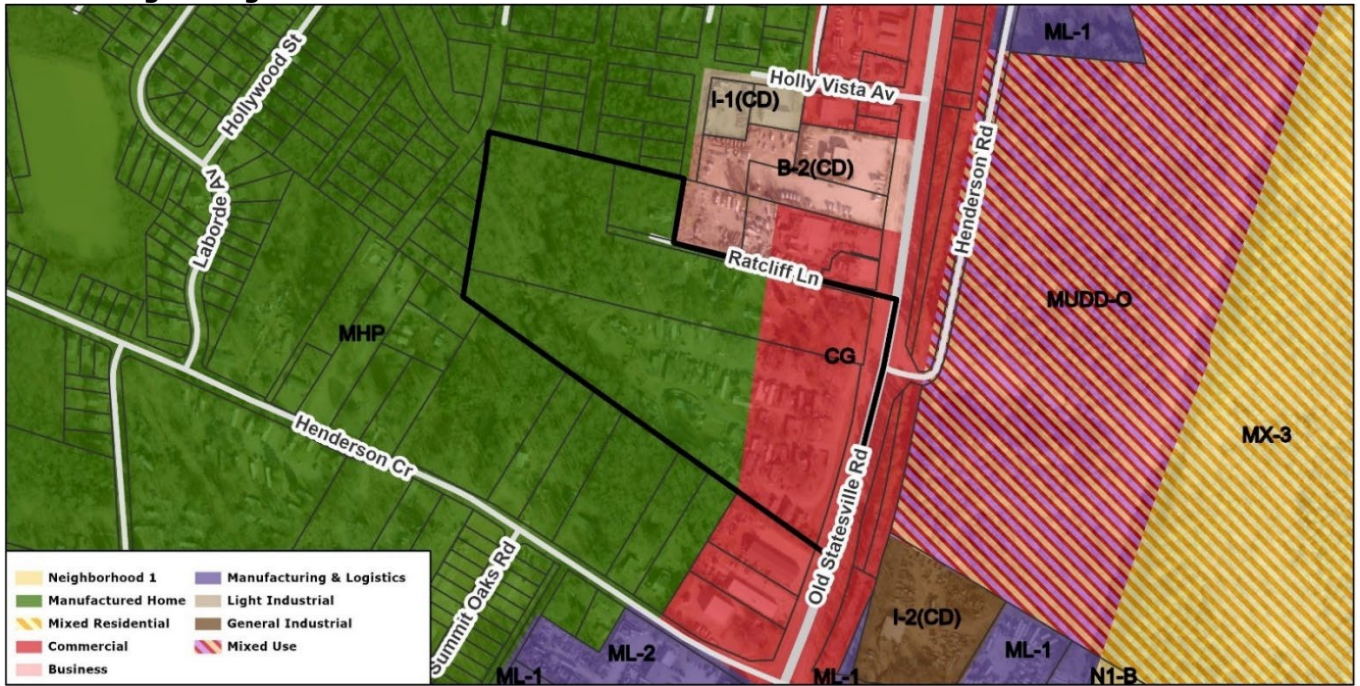 ML-1
Hollywood St
Holly Vista Av
I-1(CD)
B-2(CD)
Henderson Rd
Laborde Av
Ratcliff Ln
MUDD-O
MHP
CG
MX-3
Henderson Cr
Old Statesville Rd
Summit Oaks Rd
I-2(CD)
ML-2
ML-1
ML-1
ML-1
N1-B
Neighborhood 1
Manufactured Home
Mixed Residential
Commercial
Business
Manufacturing & Logistics
Light Industrial
General Industrial
Mixed Use